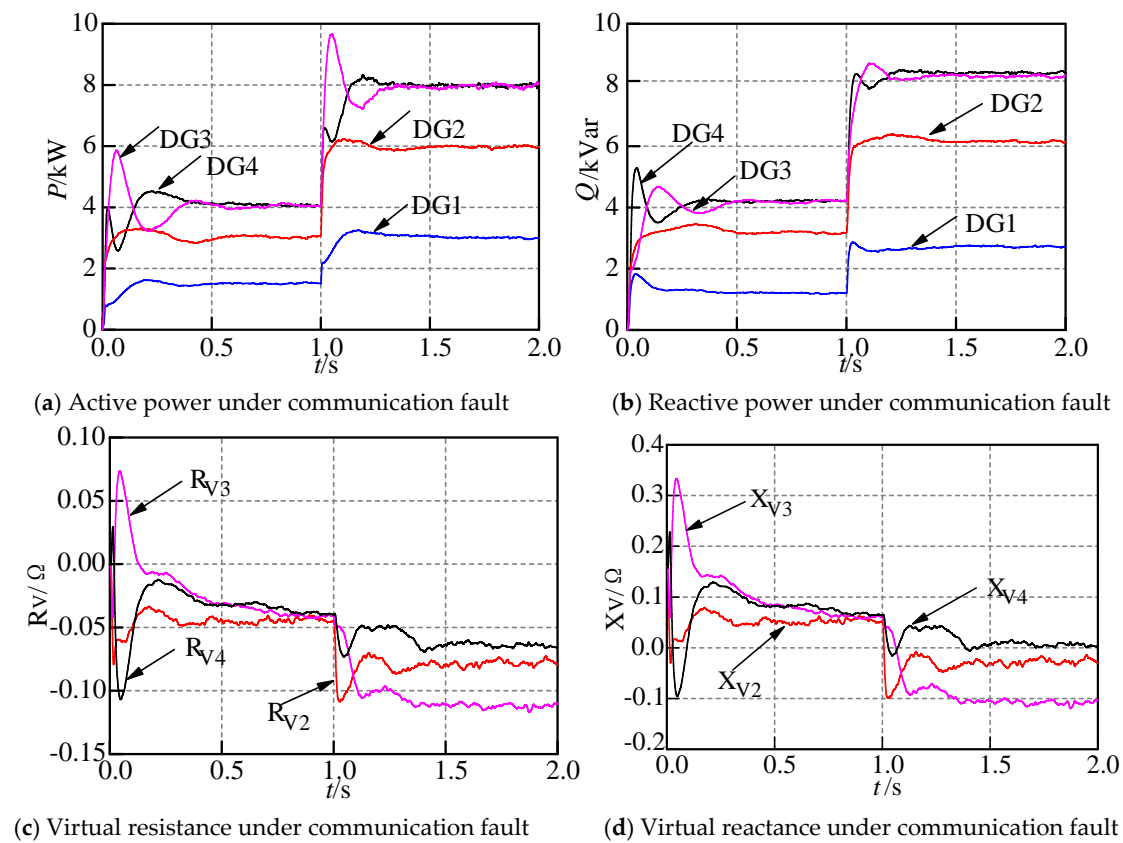 10
8
6
4
2
0
P/kW
DG3
DG4
DG2
DG1
0.0 0.5 1.0 1.5 2.0
t/s
(a) Active power under communication fault
10
8
6
4
2
0
Q/kVar
DG4
DG3
DG2
DG1
0.0 0.5 1.0 1.5 2.0
t/s
(b) Reactive power under communication fault
0.10
0.05
0.00
-0.05
-0.10
-0.15
Rv/ Ω
RV3
RV4
RV2
0.0 0.5 1.0 1.5 2.0
t/s
(c) Virtual resistance under communication fault
0.4
0.3
0.2
0.1
0.0
-0.1
-0.2
Xv/ Ω
XV3
XV4
XV2
0.0 0.5 1.0 1.5 2.0
t/s
(d) Virtual reactance under communication fault